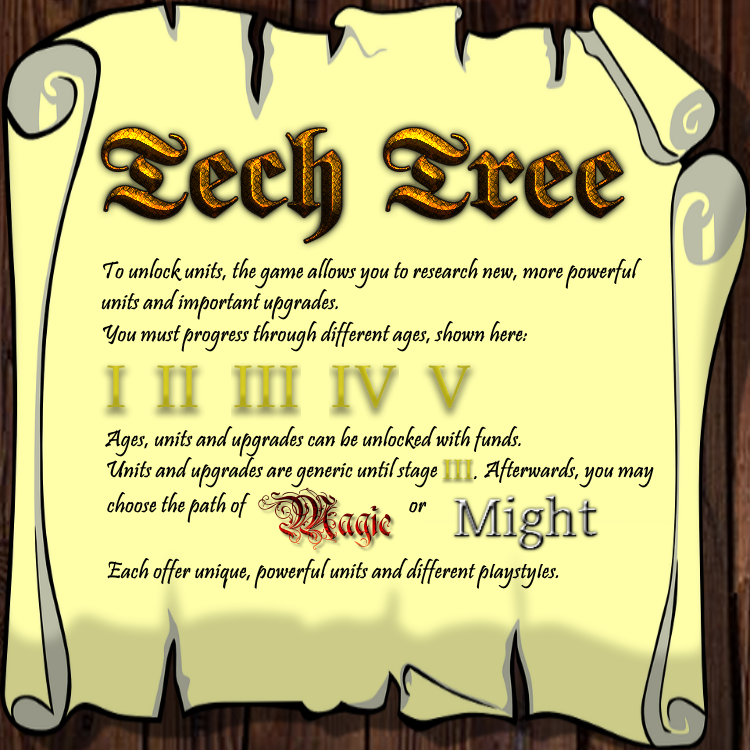 Tech Tree
To unlock units, the game allows you to research new, more powerful
units and important upgrades.
You must progress through different ages, shown here:
I II III IV V
Ages, units and upgrades can be unlocked with funds.
Units and upgrades are generic until stage III. Afterwards, you may
choose the path of Magic or Might
Each offer unique, powerful units and different playstyles.